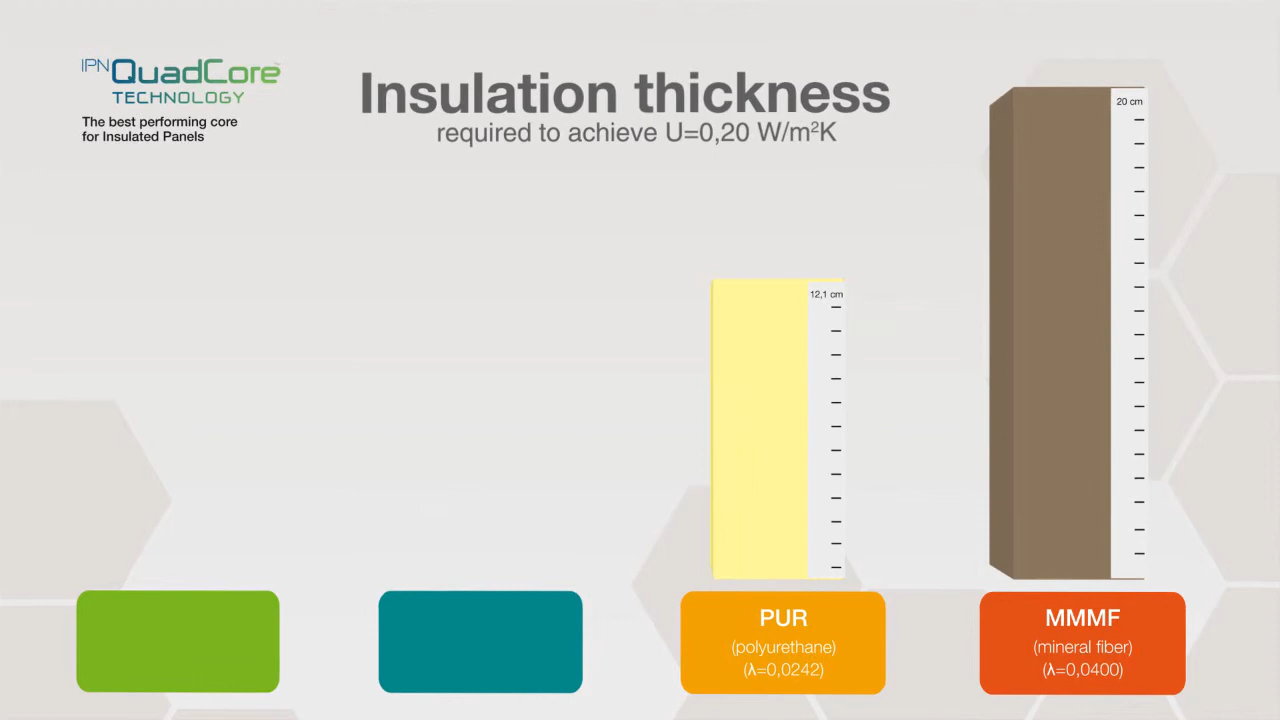 IPN QuadCore™
TECHNOLOGY
The best performing core
for Insulated Panels
Insulation thickness
required to achieve U=0,20 W/m²K
20 cm
12,1 cm
PUR
(polyurethane)
(λ=0,0242)
MMMF
(mineral fiber)
(λ=0,0400)